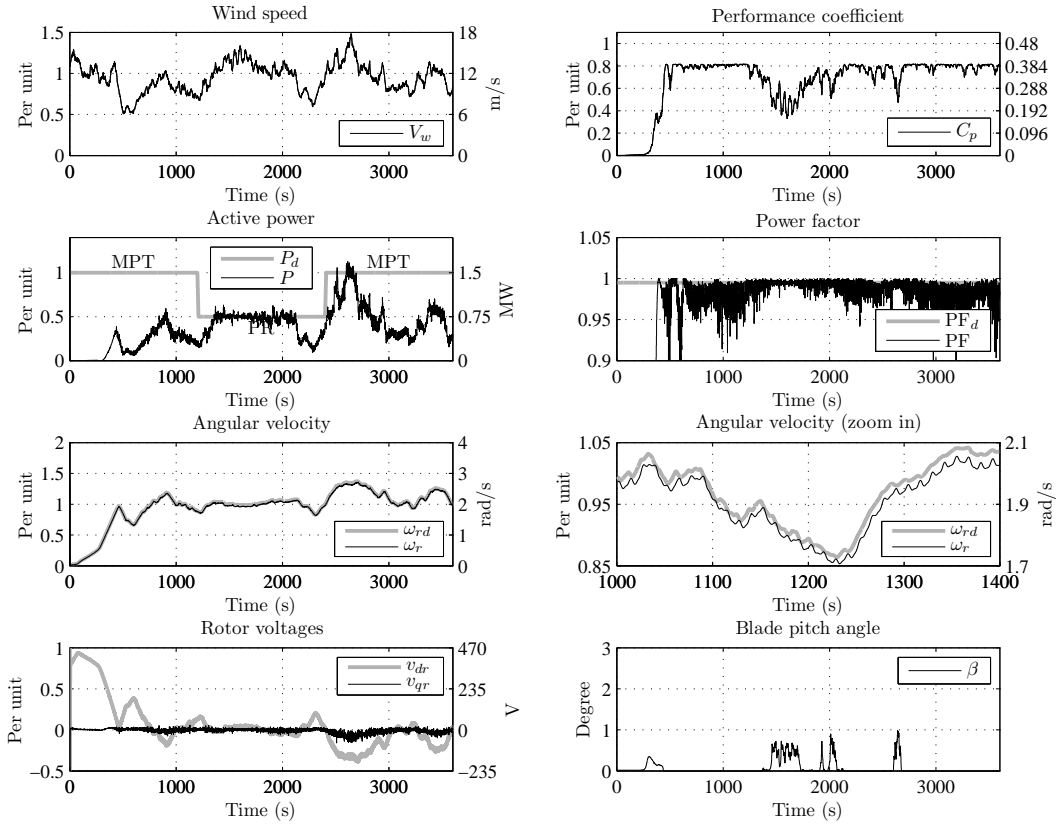 Wind speed
Per unit
1.5
1
0.5
0
18
12
6
0
m/s
V_w
0 1000 2000 3000
Time (s)
Performance coefficient
Per unit
1
0.8
0.6
0.4
0.2
0
0.48
0.384
0.288
0.192
0.096
0
C_p
0 1000 2000 3000
Time (s)
Active power
Per unit
1
0.5
0
1.5
0.75
0
MW
MPT
PR
MPT
P_d
P
0 1000 2000 3000
Time (s)
Power factor
Per unit
1.05
1
0.95
0.9
PF_d
PF
0 1000 2000 3000
Time (s)
Angular velocity
Per unit
2
1.5
1
0.5
0
4
3
2
1
0
rad/s
ω_rd
ω_r
0 1000 2000 3000
Time (s)
Angular velocity (zoom in)
Per unit
1.05
0.95
0.85
2.1
1.9
1.7
rad/s
ω_rd
ω_r
1000 1100 1200 1300 1400
Time (s)
Rotor voltages
Per unit
1
0.5
0
−0.5
470
235
0
−235
V
v_dr
v_qr
0 1000 2000 3000
Time (s)
Blade pitch angle
Degree
3
2
1
0
β
0 1000 2000 3000
Time (s)